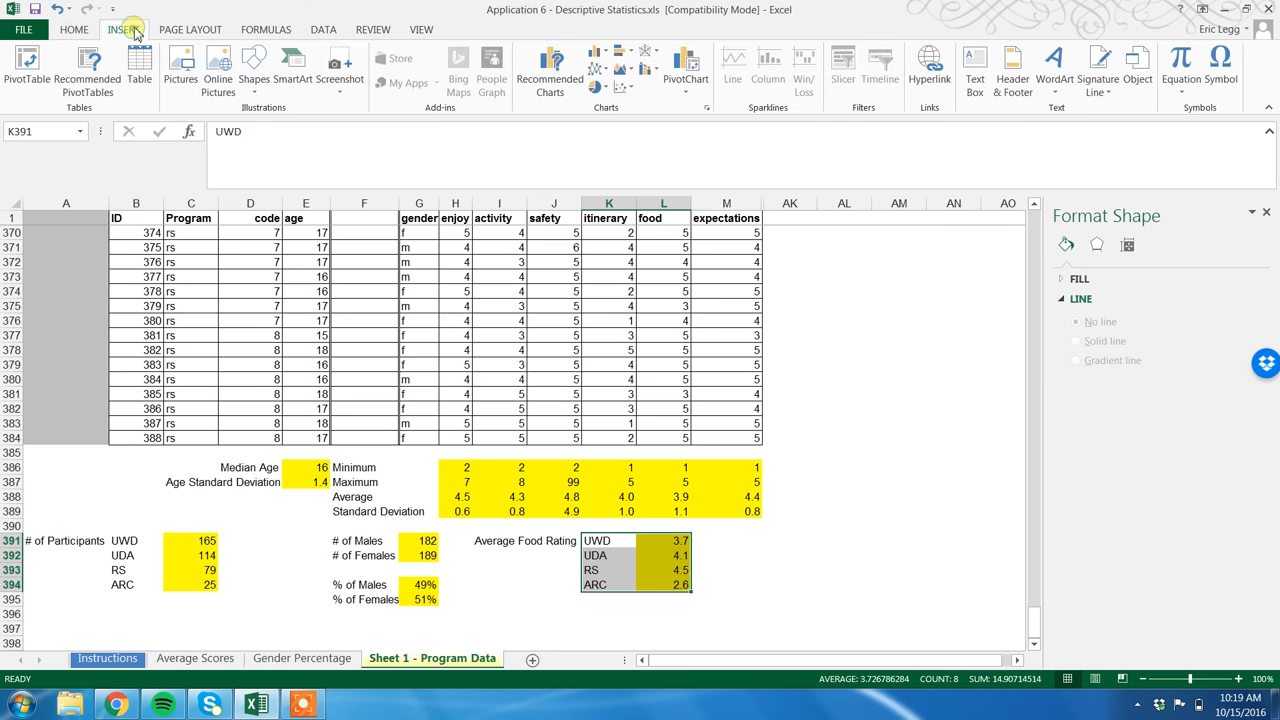 Application 6 - Descriptive Statistics.xls [Compatibility Mode] - Excel
FILE HOME INSERT PAGE LAYOUT FORMULAS DATA REVIEW VIEW Eric Legg
PivotTable Recommended PivotTables Table Pictures Online Pictures Shapes SmartArt Screenshot Store My Apps Bing Maps People Graph Recommended Charts PivotChart Line Column Win/Loss Slicer Timeline Hyperlink Text Box Header & Footer WordArt Signature Line Object Equation Symbol
Tables Illustrations Add-ins Charts Sparklines Filters Links Text Symbols
K391 fx UWD
A B C D E F G H I J K L M AK AL AM AN AO
1 ID Program code age gender enjoy activity safety itinerary food expectations
370 374 rs 7 17 f 5 4 5 2 5 5
371 375 rs 7 17 m 4 4 6 4 5 4
372 376 rs 7 17 m 4 3 5 4 4 4
373 377 rs 7 16 m 4 4 5 4 5 5
374 378 rs 7 16 f 5 4 5 2 5 5
375 379 rs 7 17 m 4 3 5 4 3 5
376 380 rs 7 17 f 4 4 5 1 4 4
377 381 rs 8 15 f 4 3 5 3 5 3
378 382 rs 8 18 f 4 4 5 5 5 5
379 383 rs 8 16 f 5 3 5 4 5 5
380 384 rs 8 16 m 4 4 5 4 5 5
381 385 rs 8 18 f 4 5 5 3 3 4
382 386 rs 8 17 f 4 5 5 3 5 4
383 387 rs 8 18 m 5 5 5 1 5 5
384 388 rs 8 17 f 5 5 5 2 5 5
385
386 Median Age 16 Minimum 2 2 2 1 1 1
387 Age Standard Deviation 1.4 Maximum 7 8 99 5 5 5
388 Average 4.5 4.3 4.8 4.0 3.9 4.4
389 Standard Deviation 0.6 0.8 4.9 1.0 1.1 0.8
390
391 # of Participants UWD 165 # of Males 182 Average Food Rating UWD 3.7
392 UDA 114 # of Females 189 UDA 4.1
393 RS 79 RS 4.5
394 ARC 25 % of Males 49% ARC 2.6
395 % of Females 51%
396
397
398
Format Shape
FILL
LINE
No line
Solid line
Gradient line
Instructions Average Scores Gender Percentage Sheet 1 - Program Data
READY AVERAGE: 3.726786284 COUNT: 8 SUM: 14.90714514 100%
10:19 AM
10/15/2016